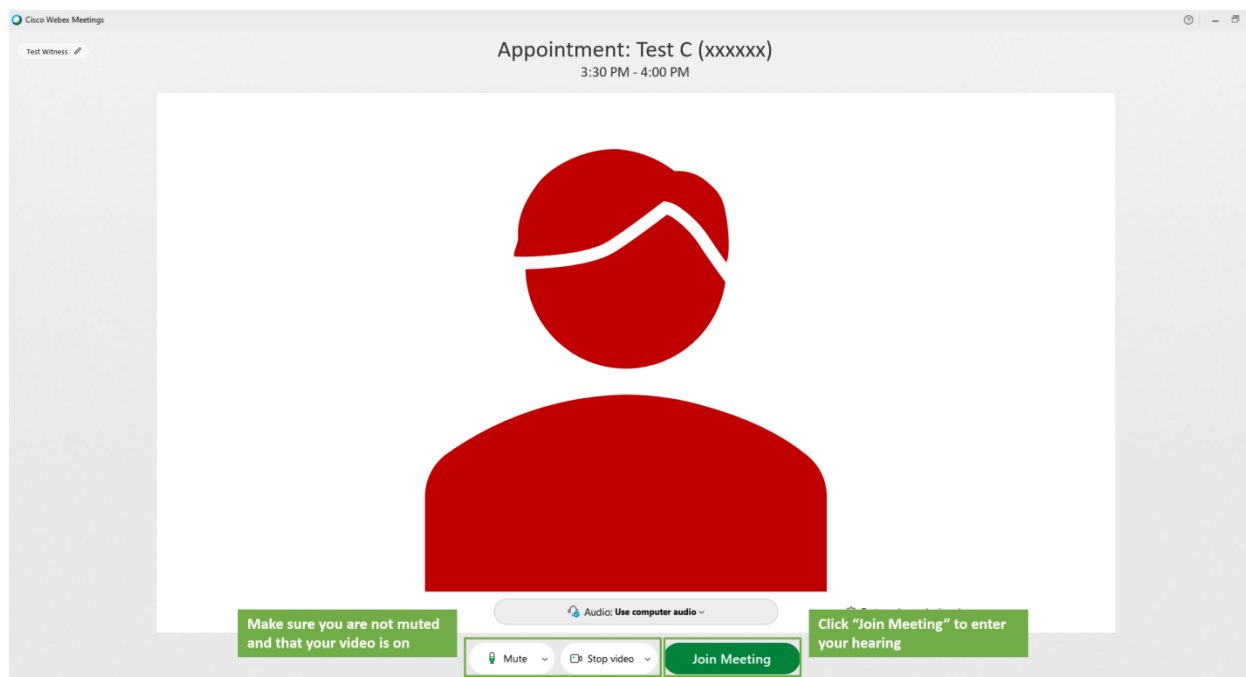 Cisco Webex Meetings
Test Witness
Appointment: Test C (xxxxxx)
3:30 PM - 4:00 PM
Audio: Use computer audio
Make sure you are not muted
and that your video is on
Click “Join Meeting” to enter
your hearing
Mute
Stop video
Join Meeting